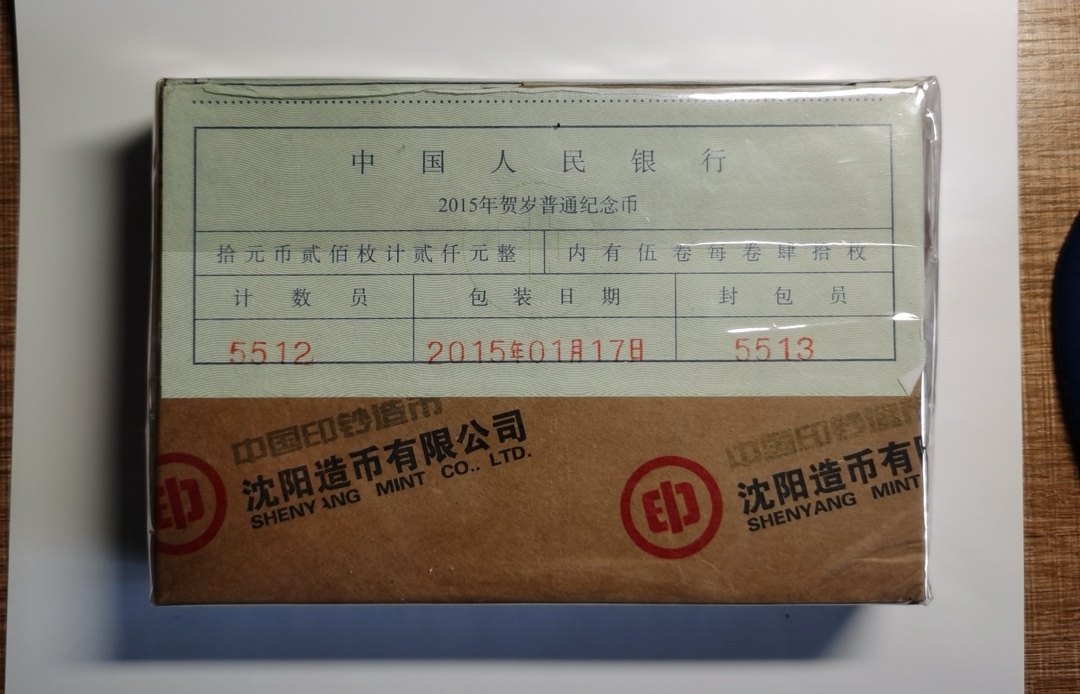 中国人民银行
2015年贺岁普通纪念币
拾元币贰佰枚计贰仟元整 内有伍卷每卷肆拾枚
计数员 包装日期 封包员
5512 2015年01月17日 5513
中国印钞造币
沈阳造币有限公司
SHENYANG MINT CO., LTD.
印
中国印钞造币
沈阳造币有限
SHENYANG MINT
印